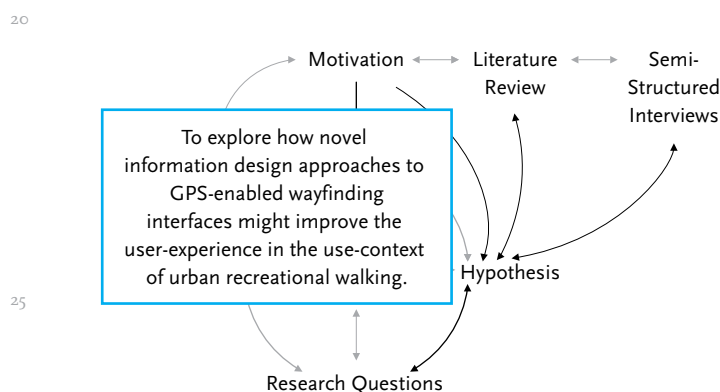 20
Motivation
Literature
Review
Semi-
Structured
Interviews
To explore how novel
information design approaches to
GPS-enabled wayfinding
interfaces might improve the
user-experience in the use-context
of urban recreational walking.
Hypothesis
25
Research Questions